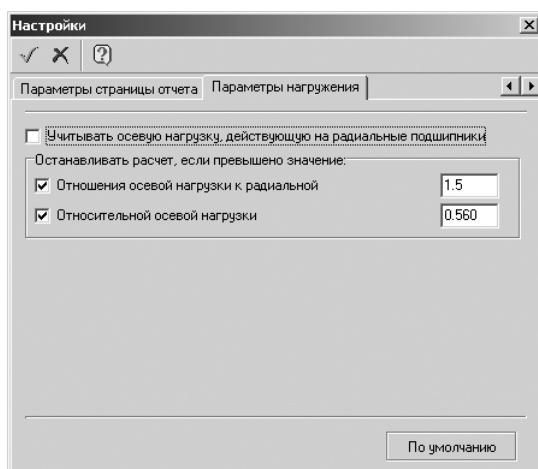 Настройки
Параметры страницы отчета Параметры нагружения
Учитывать осевую нагрузку, действующую на радиальные подшипники
Останавливать расчет, если превышено значение:
Отношения осевой нагрузки к радиальной 1.5
Относительной осевой нагрузки 0.560
По умолчанию